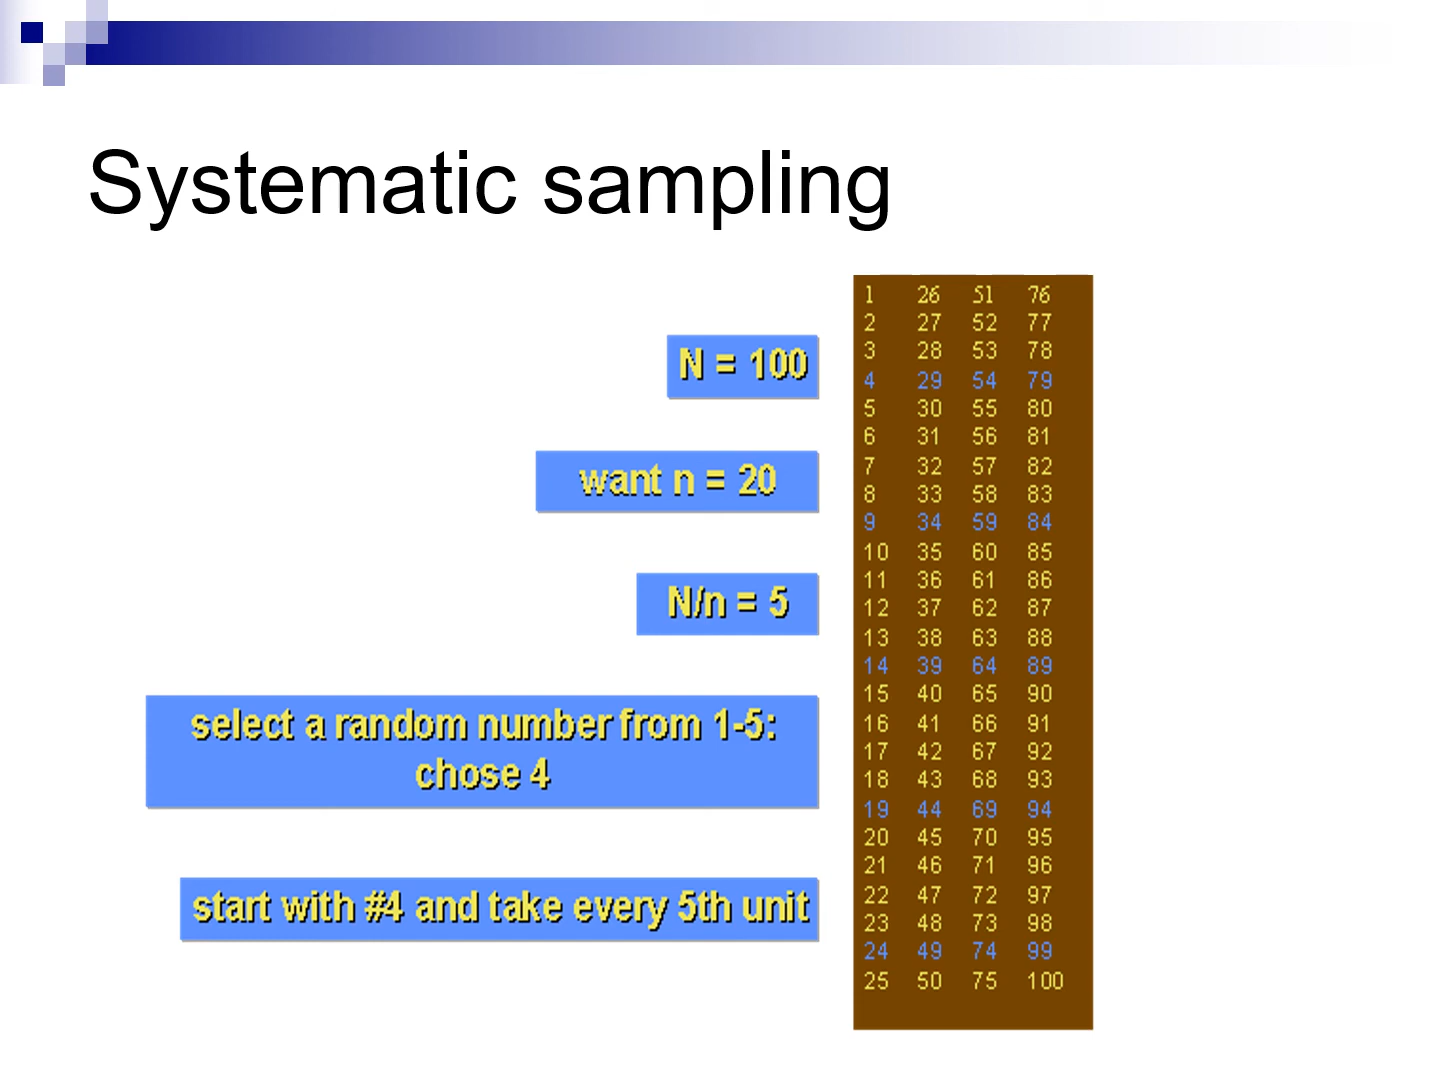 Systematic sampling
N = 100
want n = 20
N/n = 5
select a random number from 1-5:
chose 4
start with #4 and take every 5th unit
1 26 51 76
2 27 52 77
3 28 53 78
4 29 54 79
5 30 55 80
6 31 56 81
7 32 57 82
8 33 58 83
9 34 59 84
10 35 60 85
11 36 61 86
12 37 62 87
13 38 63 88
14 39 64 89
15 40 65 90
16 41 66 91
17 42 67 92
18 43 68 93
19 44 69 94
20 45 70 95
21 46 71 96
22 47 72 97
23 48 73 98
24 49 74 99
25 50 75 100